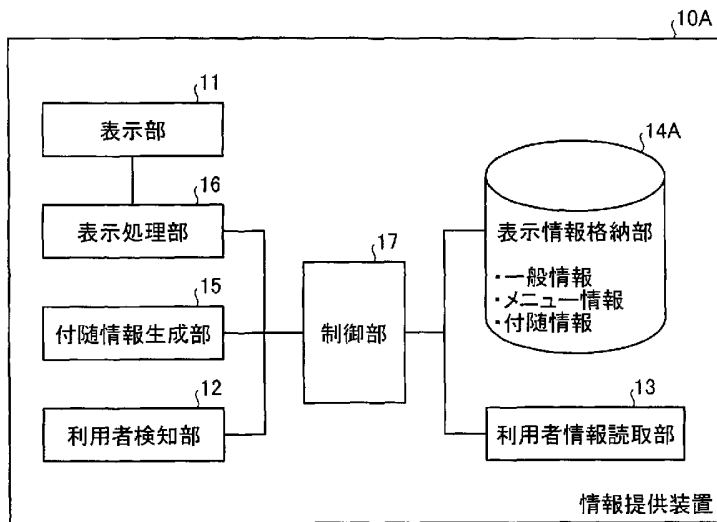 10A
11
表示部
16
表示処理部
15
付随情報生成部
12
利用者検知部
17
制御部
14A
表示情報格納部
・一般情報
・メニュー情報
・付随情報
13
利用者情報読取部
情報提供装置